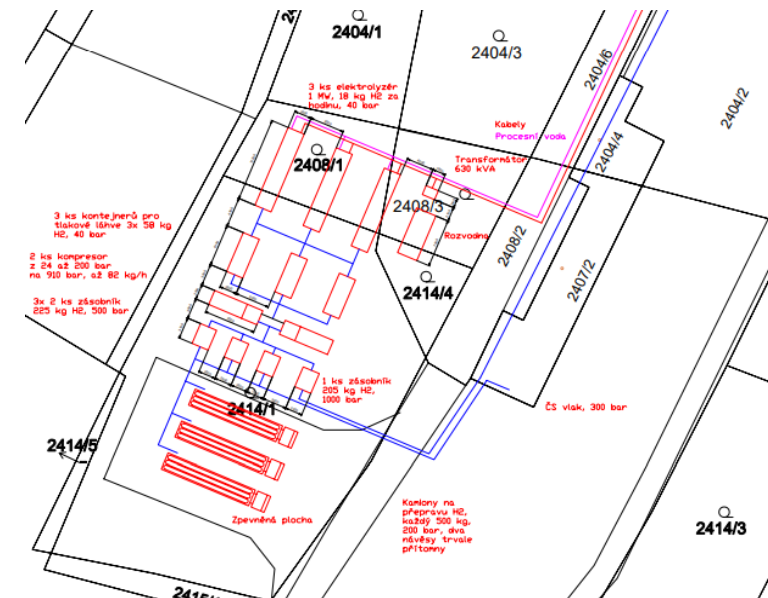 2404/1
2404/3
2404/6
2404/2
3 ks elektrolyzér
1 MW, 18 kg H2 za
hodinu, 40 bar
Kabely
Procesní voda
2404/4
2408/1
Transformátor
630 kVA
2408/3
3 ks kontejnerů pro
tlakové láhve 3x 58 kg
H2, 40 bar
Rozvodna
2408/2
2 ks kompresor
z 24 až 200 bar
na 910 bar, až 82 kg/h
2414/4
2407/2
3x 2 ks zásobník
225 kg H2, 500 bar
1 ks zásobník
205 kg H2,
1000 bar
2414/1
ČS vlak, 300 bar
2414/5
Kamiony na
přepravu H2,
každý 500 kg,
200 bar, dva
návěsy trvale
přítomny
Zpevněná plocha
2414/3